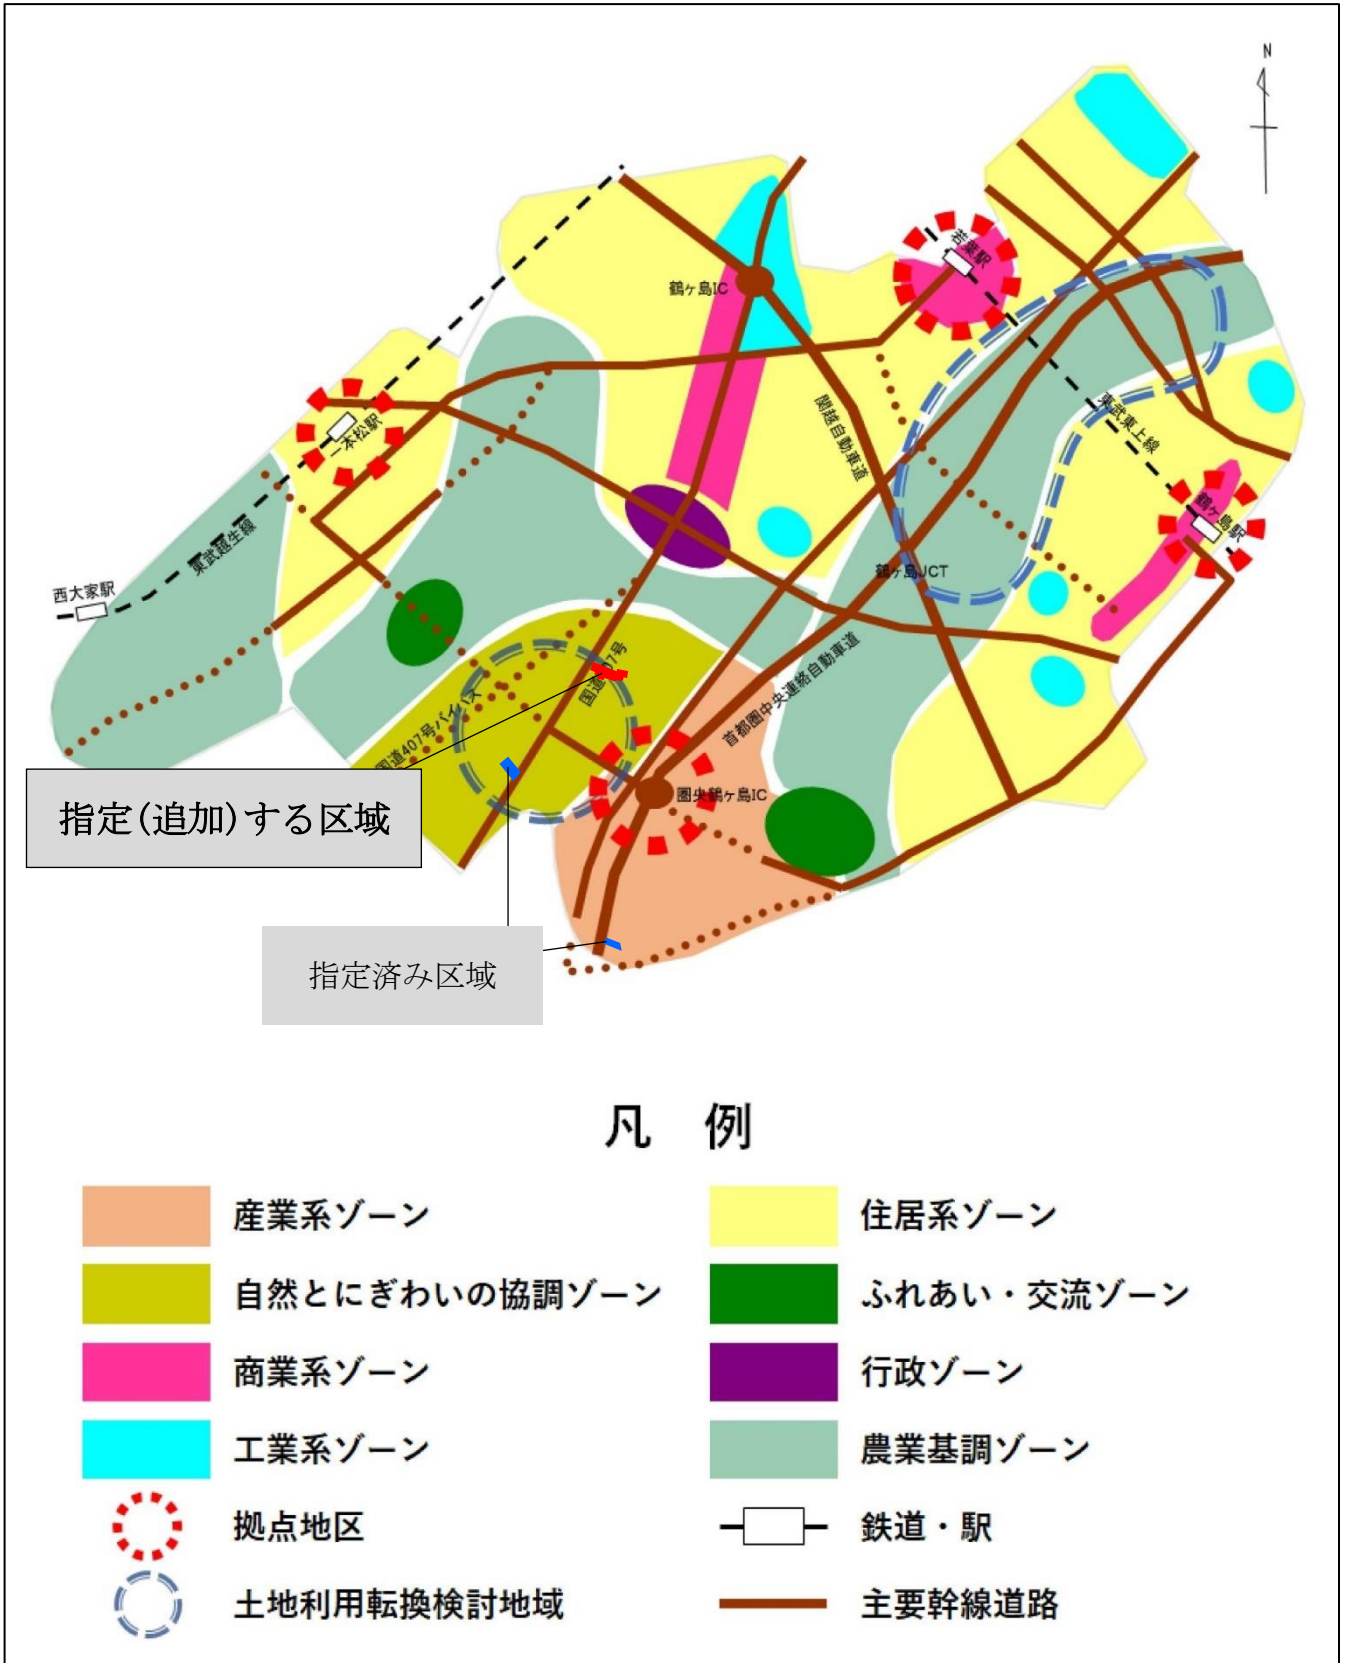 N
若葉駅
鶴ヶ島IC
関越自動車道
一本松駅
東武東上線
鶴ヶ島駅
東武越生線
鶴ヶ島JCT
西大家駅
国道407号
首都圏中央連絡自動車道
国道407号バイパス
指定(追加)する区域
圏央鶴ヶ島IC
指定済み区域
凡 例
産業系ゾーン
住居系ゾーン
自然とにぎわいの協調ゾーン
ふれあい・交流ゾーン
商業系ゾーン
行政ゾーン
工業系ゾーン
農業基調ゾーン
拠点地区
鉄道・駅
土地利用転換検討地域
主要幹線道路